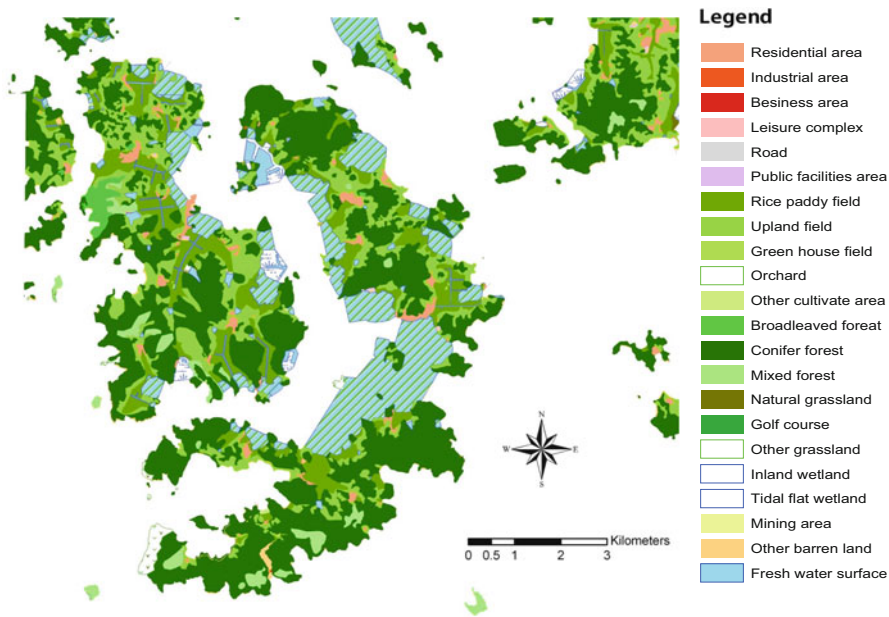 Legend
Residential area
Industrial area
Besiness area
Leisure complex
Road
Public facilities area
Rice paddy field
Upland field
Green house field
Orchard
Other cultivate area
Broadleaved foreat
Conifer forest
Mixed forest
Natural grassland
Golf course
Other grassland
Inland wetland
Tidal flat wetland
Mining area
Other barren land
Fresh water surface
N
W E
S
Kilometers
0 0.5 1 2 3